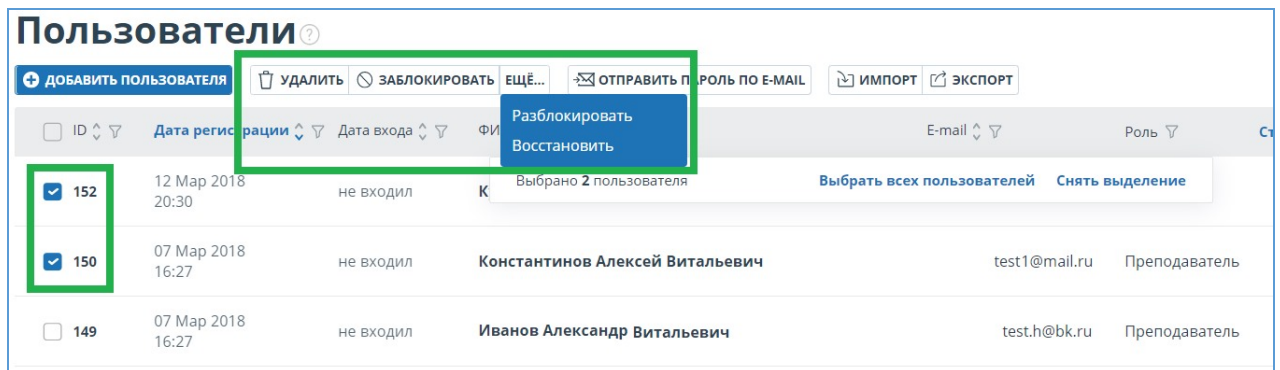 Пользователи ?
ДОБАВИТЬ ПОЛЬЗОВАТЕЛЯ УДАЛИТЬ ЗАБЛОКИРОВАТЬ ЕЩЁ... ОТПРАВИТЬ ПАРОЛЬ ПО E-MAIL ИМПОРТ ЭКСПОРТ
Разблокировать
Восстановить
ID Дата регистрации Дата входа E-mail Роль
Выбрано 2 пользователя Выбрать всех пользователей Снять выделение
152 12 Мар 2018 20:30 не входил К
150 07 Мар 2018 16:27 не входил Константинов Алексей Витальевич test1@mail.ru Преподаватель
149 07 Мар 2018 16:27 не входил Иванов Александр Витальевич test.h@bk.ru Преподаватель